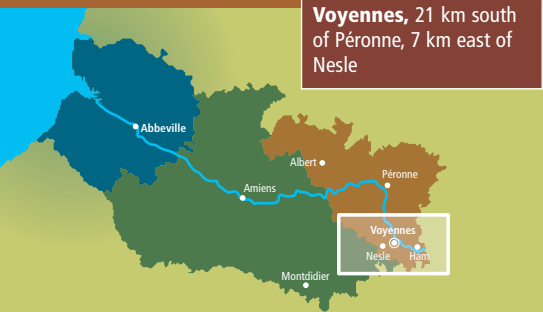 Voyennes, 21 km south
of Péronne, 7 km east of
Nesle
Abbeville
Albert
Péronne
Amiens
Voyennes
Nesle
Ham
Montdidier